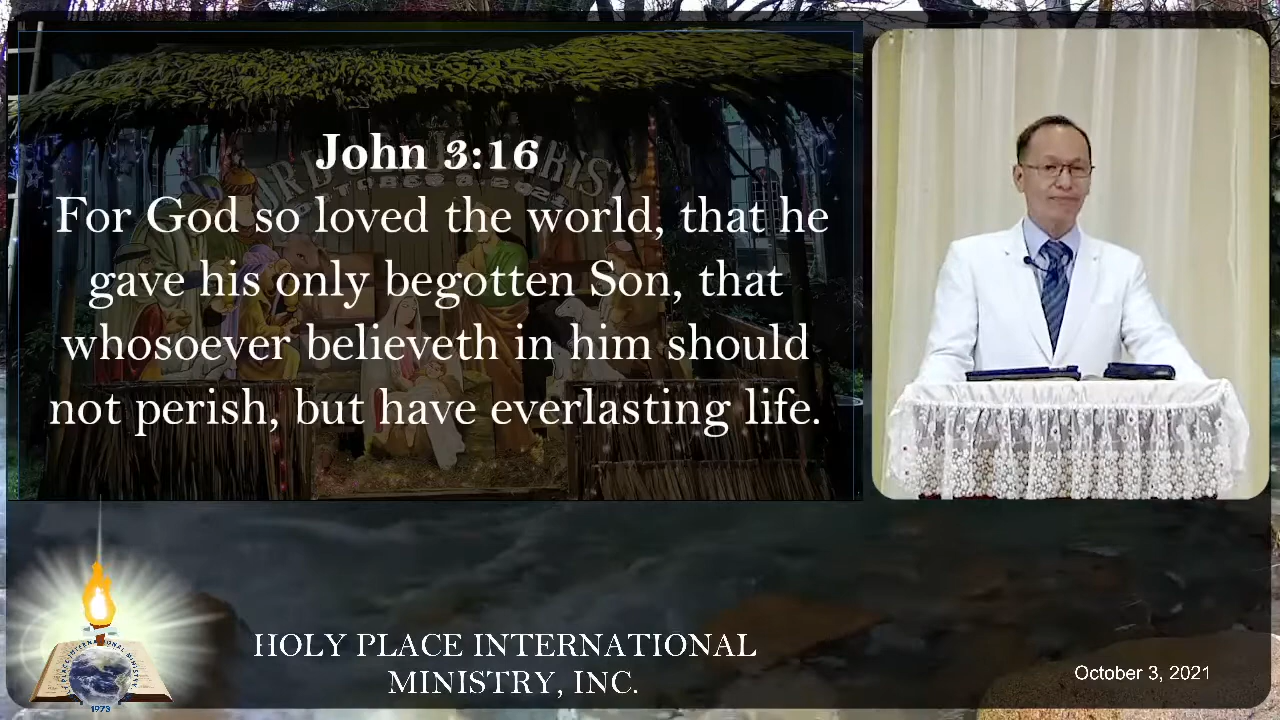 John 3:16
For God so loved the world, that he
gave his only begotten Son, that
whosoever believeth in him should
not perish, but have everlasting life.
HOLY PLACE INTERNATIONAL
MINISTRY, INC.
October 3, 2021
1973